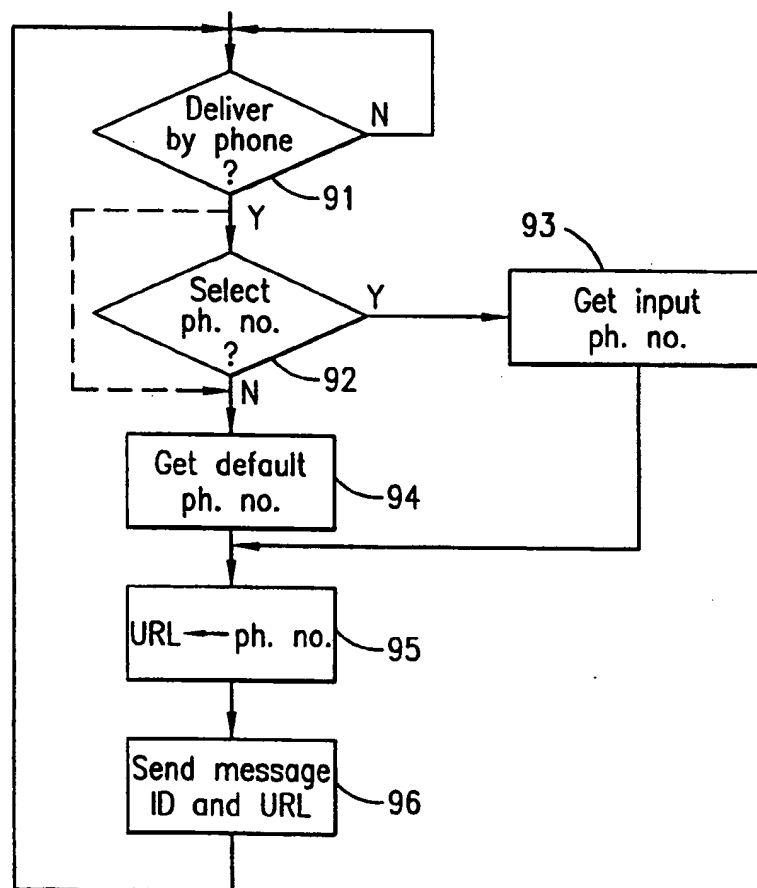 Deliver
by phone
?
N
91
Y
Select
ph. no.
?
Y
92
N
93
Get input
ph. no.
Get default
ph. no.
94
URL ← ph. no.
95
Send message
ID and URL
96